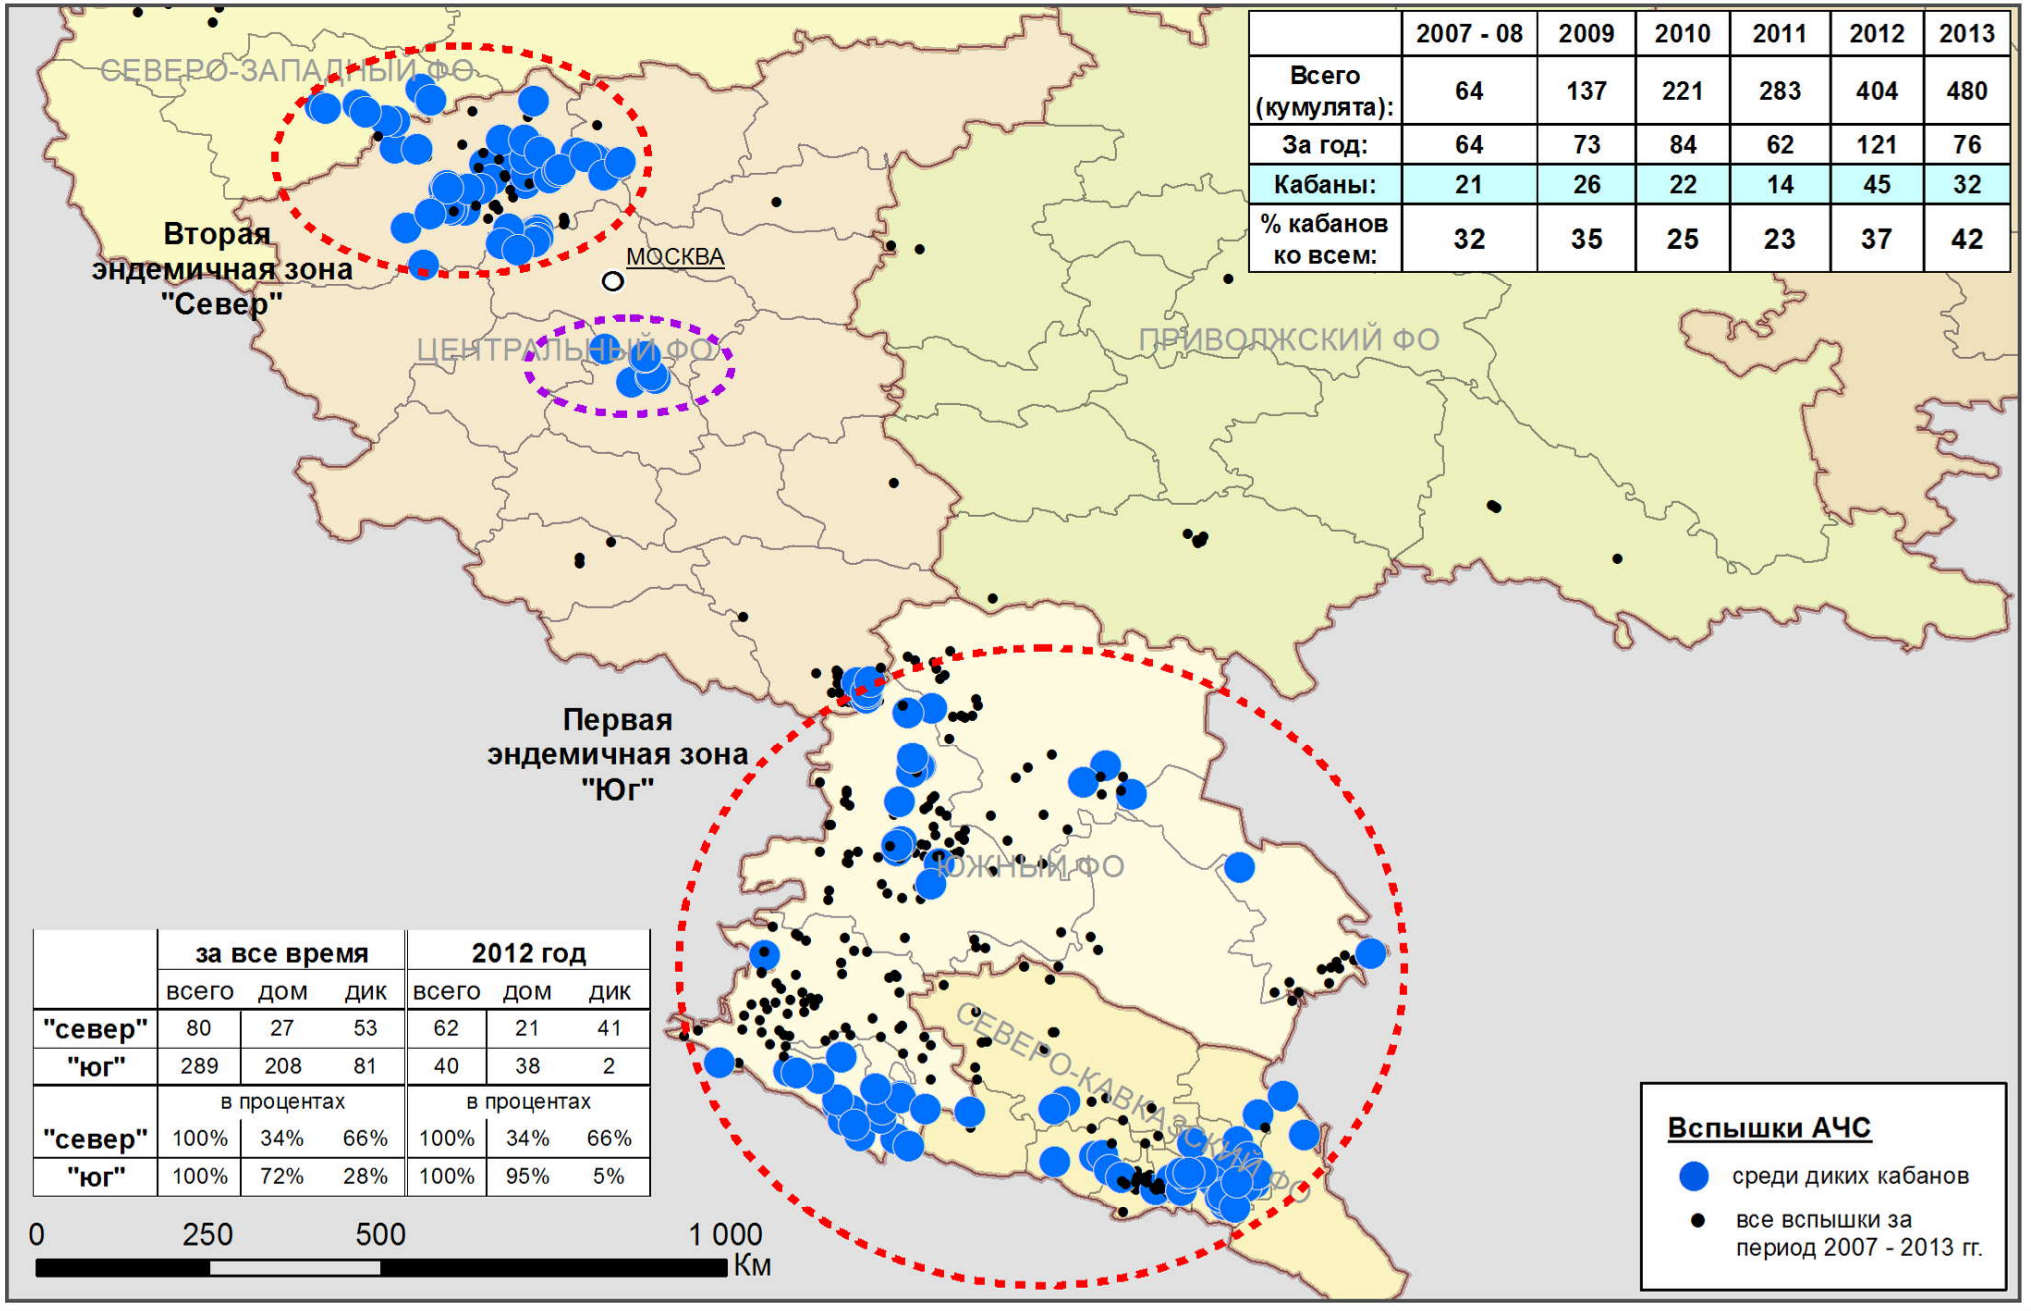 2007 - 08 2009 2010 2011 2012 2013
Всего
(кумулята): 64 137 221 283 404 480
За год: 64 73 84 62 121 76
Кабаны: 21 26 22 14 45 32
% кабанов
ко всем: 32 35 25 23 37 42
СЕВЕРО-ЗАПАДНЫЙ ФО
Вторая
эндемичная зона
"Север"
МОСКВА
ЦЕНТРАЛЬНЫЙ ФО
ПРИВОЛЖСКИЙ ФО
Первая
эндемичная зона
"Юг"
ЮЖНЫЙ ФО
СЕВЕРО-КАВКАЗСКИЙ ФО
за все время 2012 год
всего дом дик всего дом дик
"север" 80 27 53 62 21 41
"юг" 289 208 81 40 38 2
в процентах в процентах
"север" 100% 34% 66% 100% 34% 66%
"юг" 100% 72% 28% 100% 95% 5%
0 250 500 1 000
Км
Вспышки АЧС
среди диких кабанов
все вспышки за
период 2007 - 2013 гг.